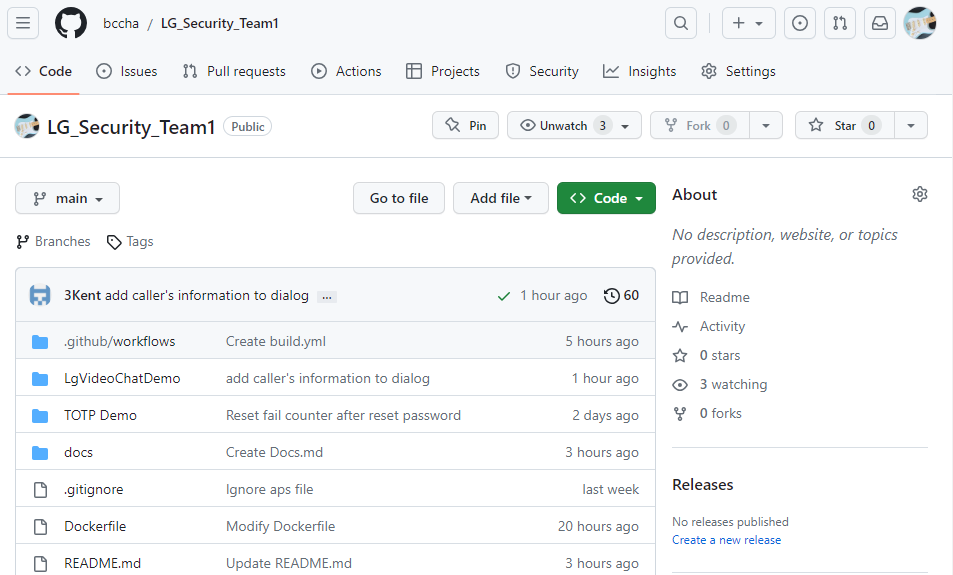 bccha / LG_Security_Team1
Code Issues Pull requests Actions Projects Security Insights Settings
LG_Security_Team1 Public Pin Unwatch 3 Fork 0 Star 0
main Go to file Add file Code
Branches Tags
3Kent add caller's information to dialog ... 1 hour ago 60
.github/workflows Create build.yml 5 hours ago
LgVideoChatDemo add caller's information to dialog 1 hour ago
TOTP Demo Reset fail counter after reset password 2 days ago
docs Create Docs.md 3 hours ago
.gitignore Ignore aps file last week
Dockerfile Modify Dockerfile 20 hours ago
README.md Update README.md 3 hours ago
About
No description, website, or topics
provided.
Readme
Activity
0 stars
3 watching
0 forks
Releases
No releases published
Create a new release